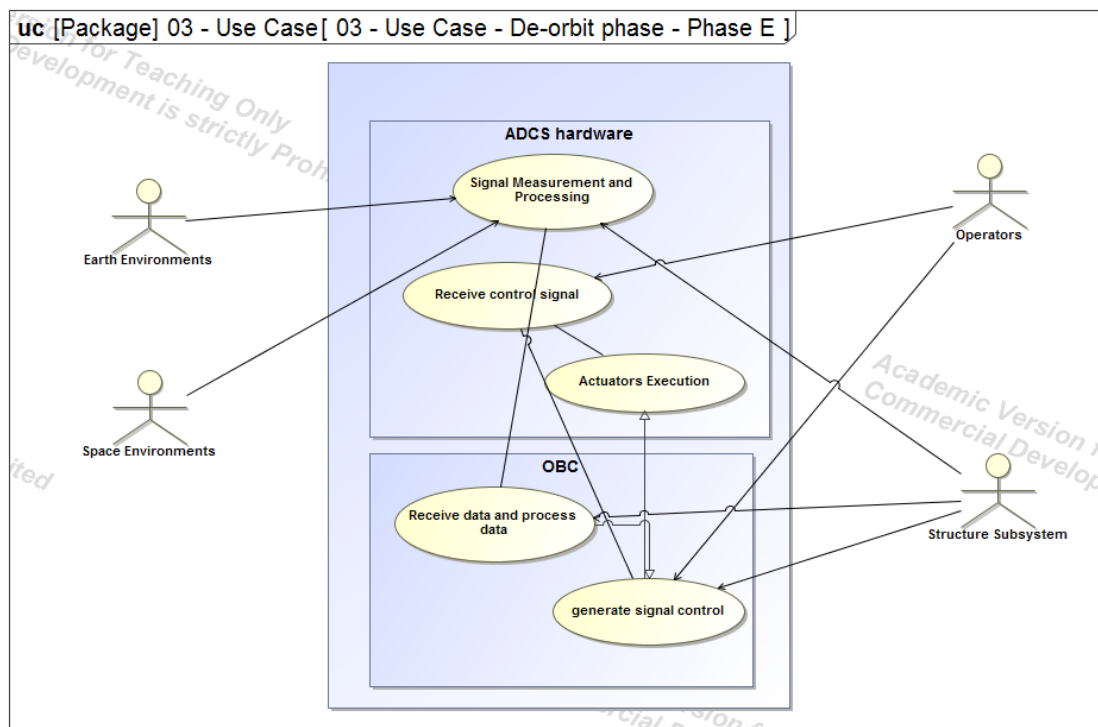 uc [Package] 03 - Use Case[ 03 - Use Case - De-orbit phase - Phase E ]
ersion for Teaching Only
Development is strictly Proh
ADCS hardware
Signal Measurement and
Processing
Earth Environments
Operators
Receive control signal
Actuators Execution
Academic Version f
Commercial Develop
Space Environments
ited
OBC
Receive data and process
data
Structure Subsystem
generate signal control